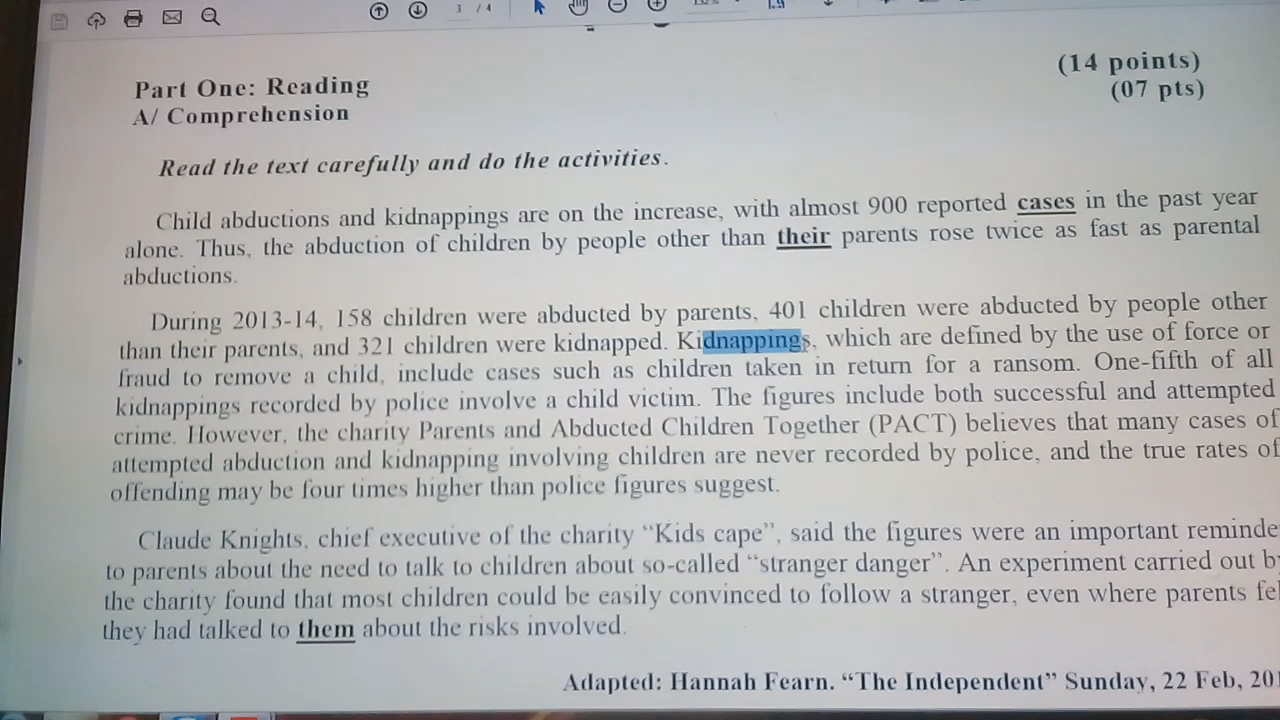 3 / 4
Part One: Reading
(14 points)
A/ Comprehension
(07 pts)
Read the text carefully and do the activities.
Child abductions and kidnappings are on the increase, with almost 900 reported cases in the past year
alone. Thus, the abduction of children by people other than their parents rose twice as fast as parental
abductions.
During 2013-14, 158 children were abducted by parents, 401 children were abducted by people other
than their parents, and 321 children were kidnapped. Kidnappings, which are defined by the use of force or
fraud to remove a child, include cases such as children taken in return for a ransom. One-fifth of all
kidnappings recorded by police involve a child victim. The figures include both successful and attempted
crime. However, the charity Parents and Abducted Children Together (PACT) believes that many cases of
attempted abduction and kidnapping involving children are never recorded by police, and the true rates of
offending may be four times higher than police figures suggest.
Claude Knights, chief executive of the charity “Kids cape”, said the figures were an important reminde
to parents about the need to talk to children about so-called “stranger danger”. An experiment carried out b
the charity found that most children could be easily convinced to follow a stranger, even where parents fe
they had talked to them about the risks involved.
Adapted: Hannah Fearn. “The Independent” Sunday, 22 Feb, 201